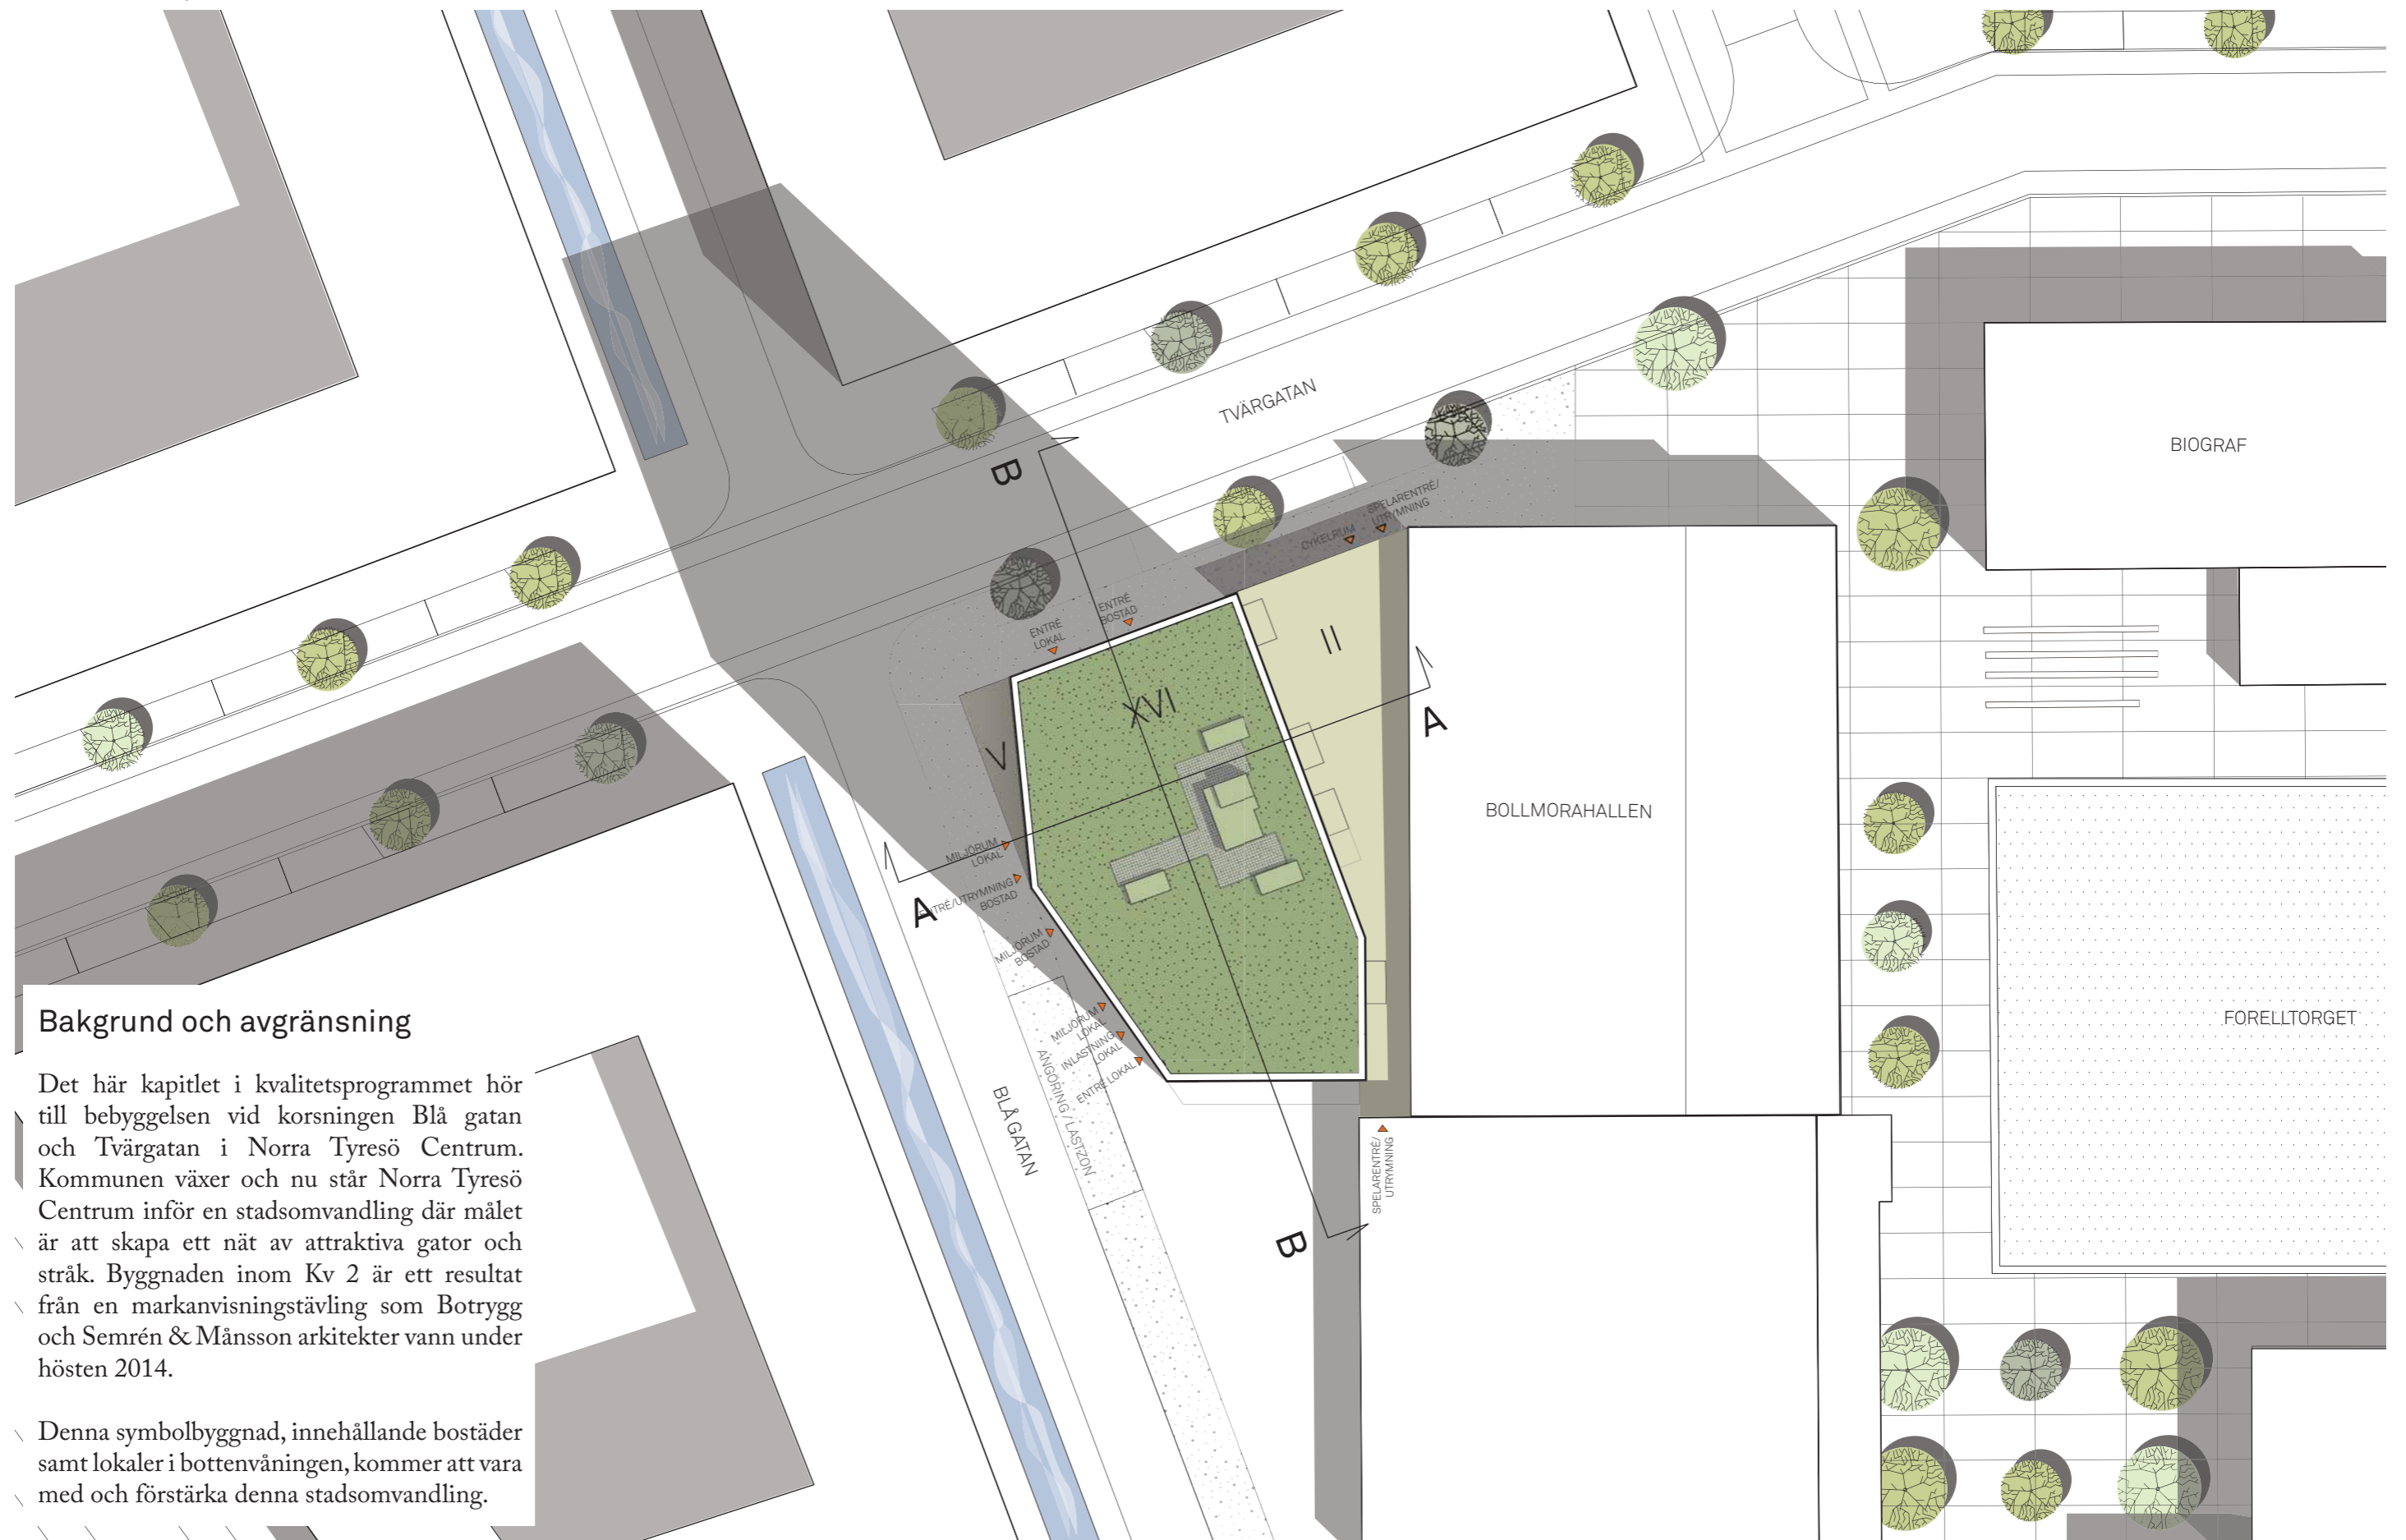 TVÄRGATAN
BIOGRAF
B
SPELARENTRÉ/
UTRYMNING
CYKELRUM
ENTRÉ
BOSTAD
ENTRÉ
LOKAL
II
XVI
V
A
BOLLMORAHALLEN
MILJÖRUM
LOKAL
ENTRÉ/UTRYMNING
BOSTAD
A
MILJÖRUM
BOSTAD
MILJÖRUM
LOKAL
INLASTNING
LOKAL
ENTRÉ LOKAL
ANGÖRING / LASTZON
BLÅ GATAN
FORELLTORGET
SPELARENTRÉ/
UTRYMNING
B
Bakgrund och avgränsning
Det här kapitlet i kvalitetsprogrammet hör
till bebyggelsen vid korsningen Blå gatan
och Tvärgatan i Norra Tyresö Centrum.
Kommunen växer och nu står Norra Tyresö
Centrum inför en stadsomvandling där målet
är att skapa ett nät av attraktiva gator och
stråk. Byggnaden inom Kv 2 är ett resultat
från en markanvisningstävling som Botrygg
och Semrén & Månsson arkitekter vann under
hösten 2014.
Denna symbolbyggnad, innehållande bostäder
samt lokaler i bottenvåningen, kommer att vara
med och förstärka denna stadsomvandling.